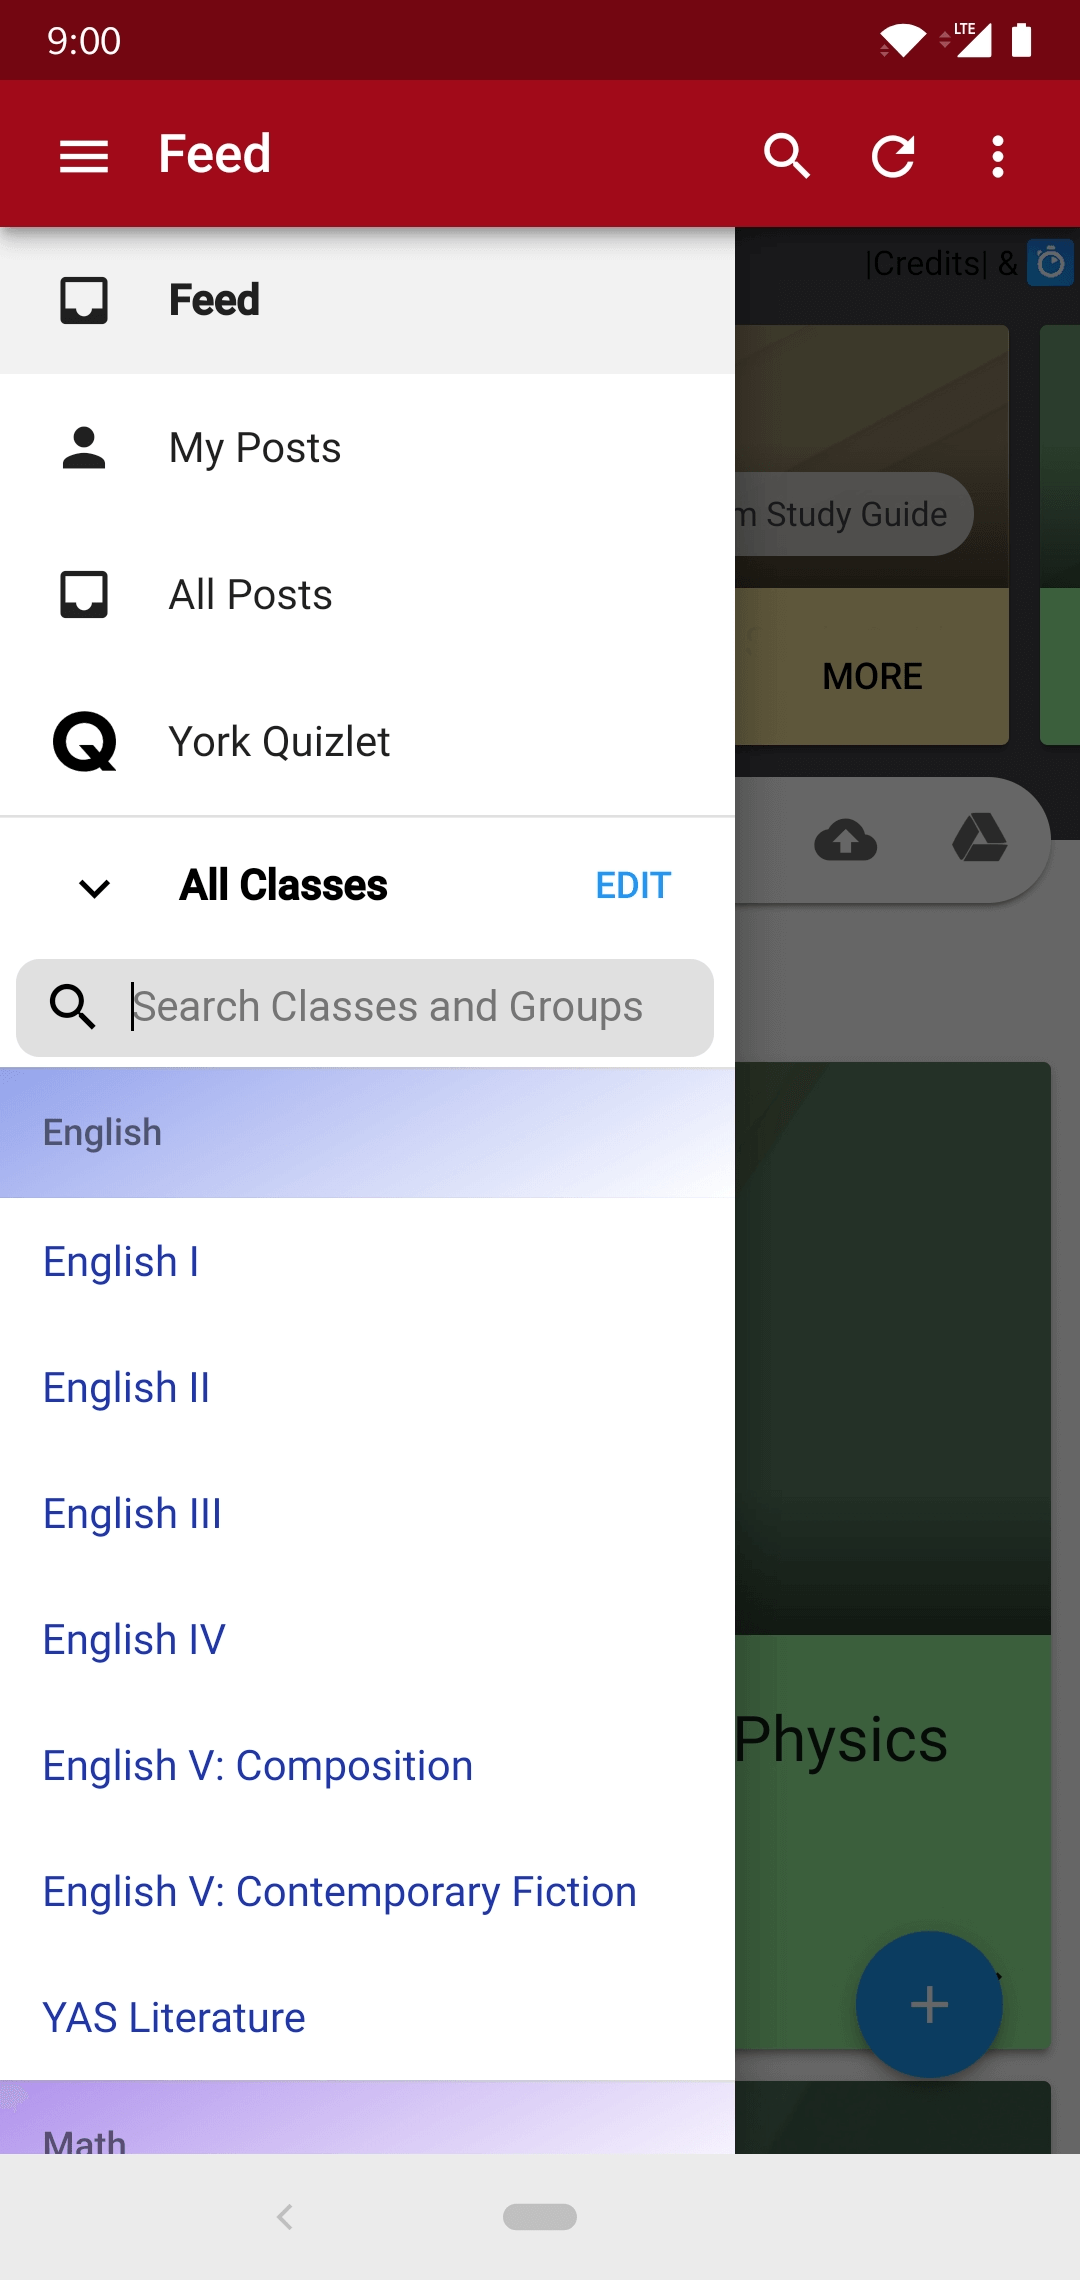 9:00
LTE
Feed
|Credits| &
Feed
My Posts
Study Guide
All Posts
MORE
York Quizlet
All Classes
EDIT
Search Classes and Groups
English
English I
English II
English III
English IV
Physics
English V: Composition
English V: Contemporary Fiction
YAS Literature
Math